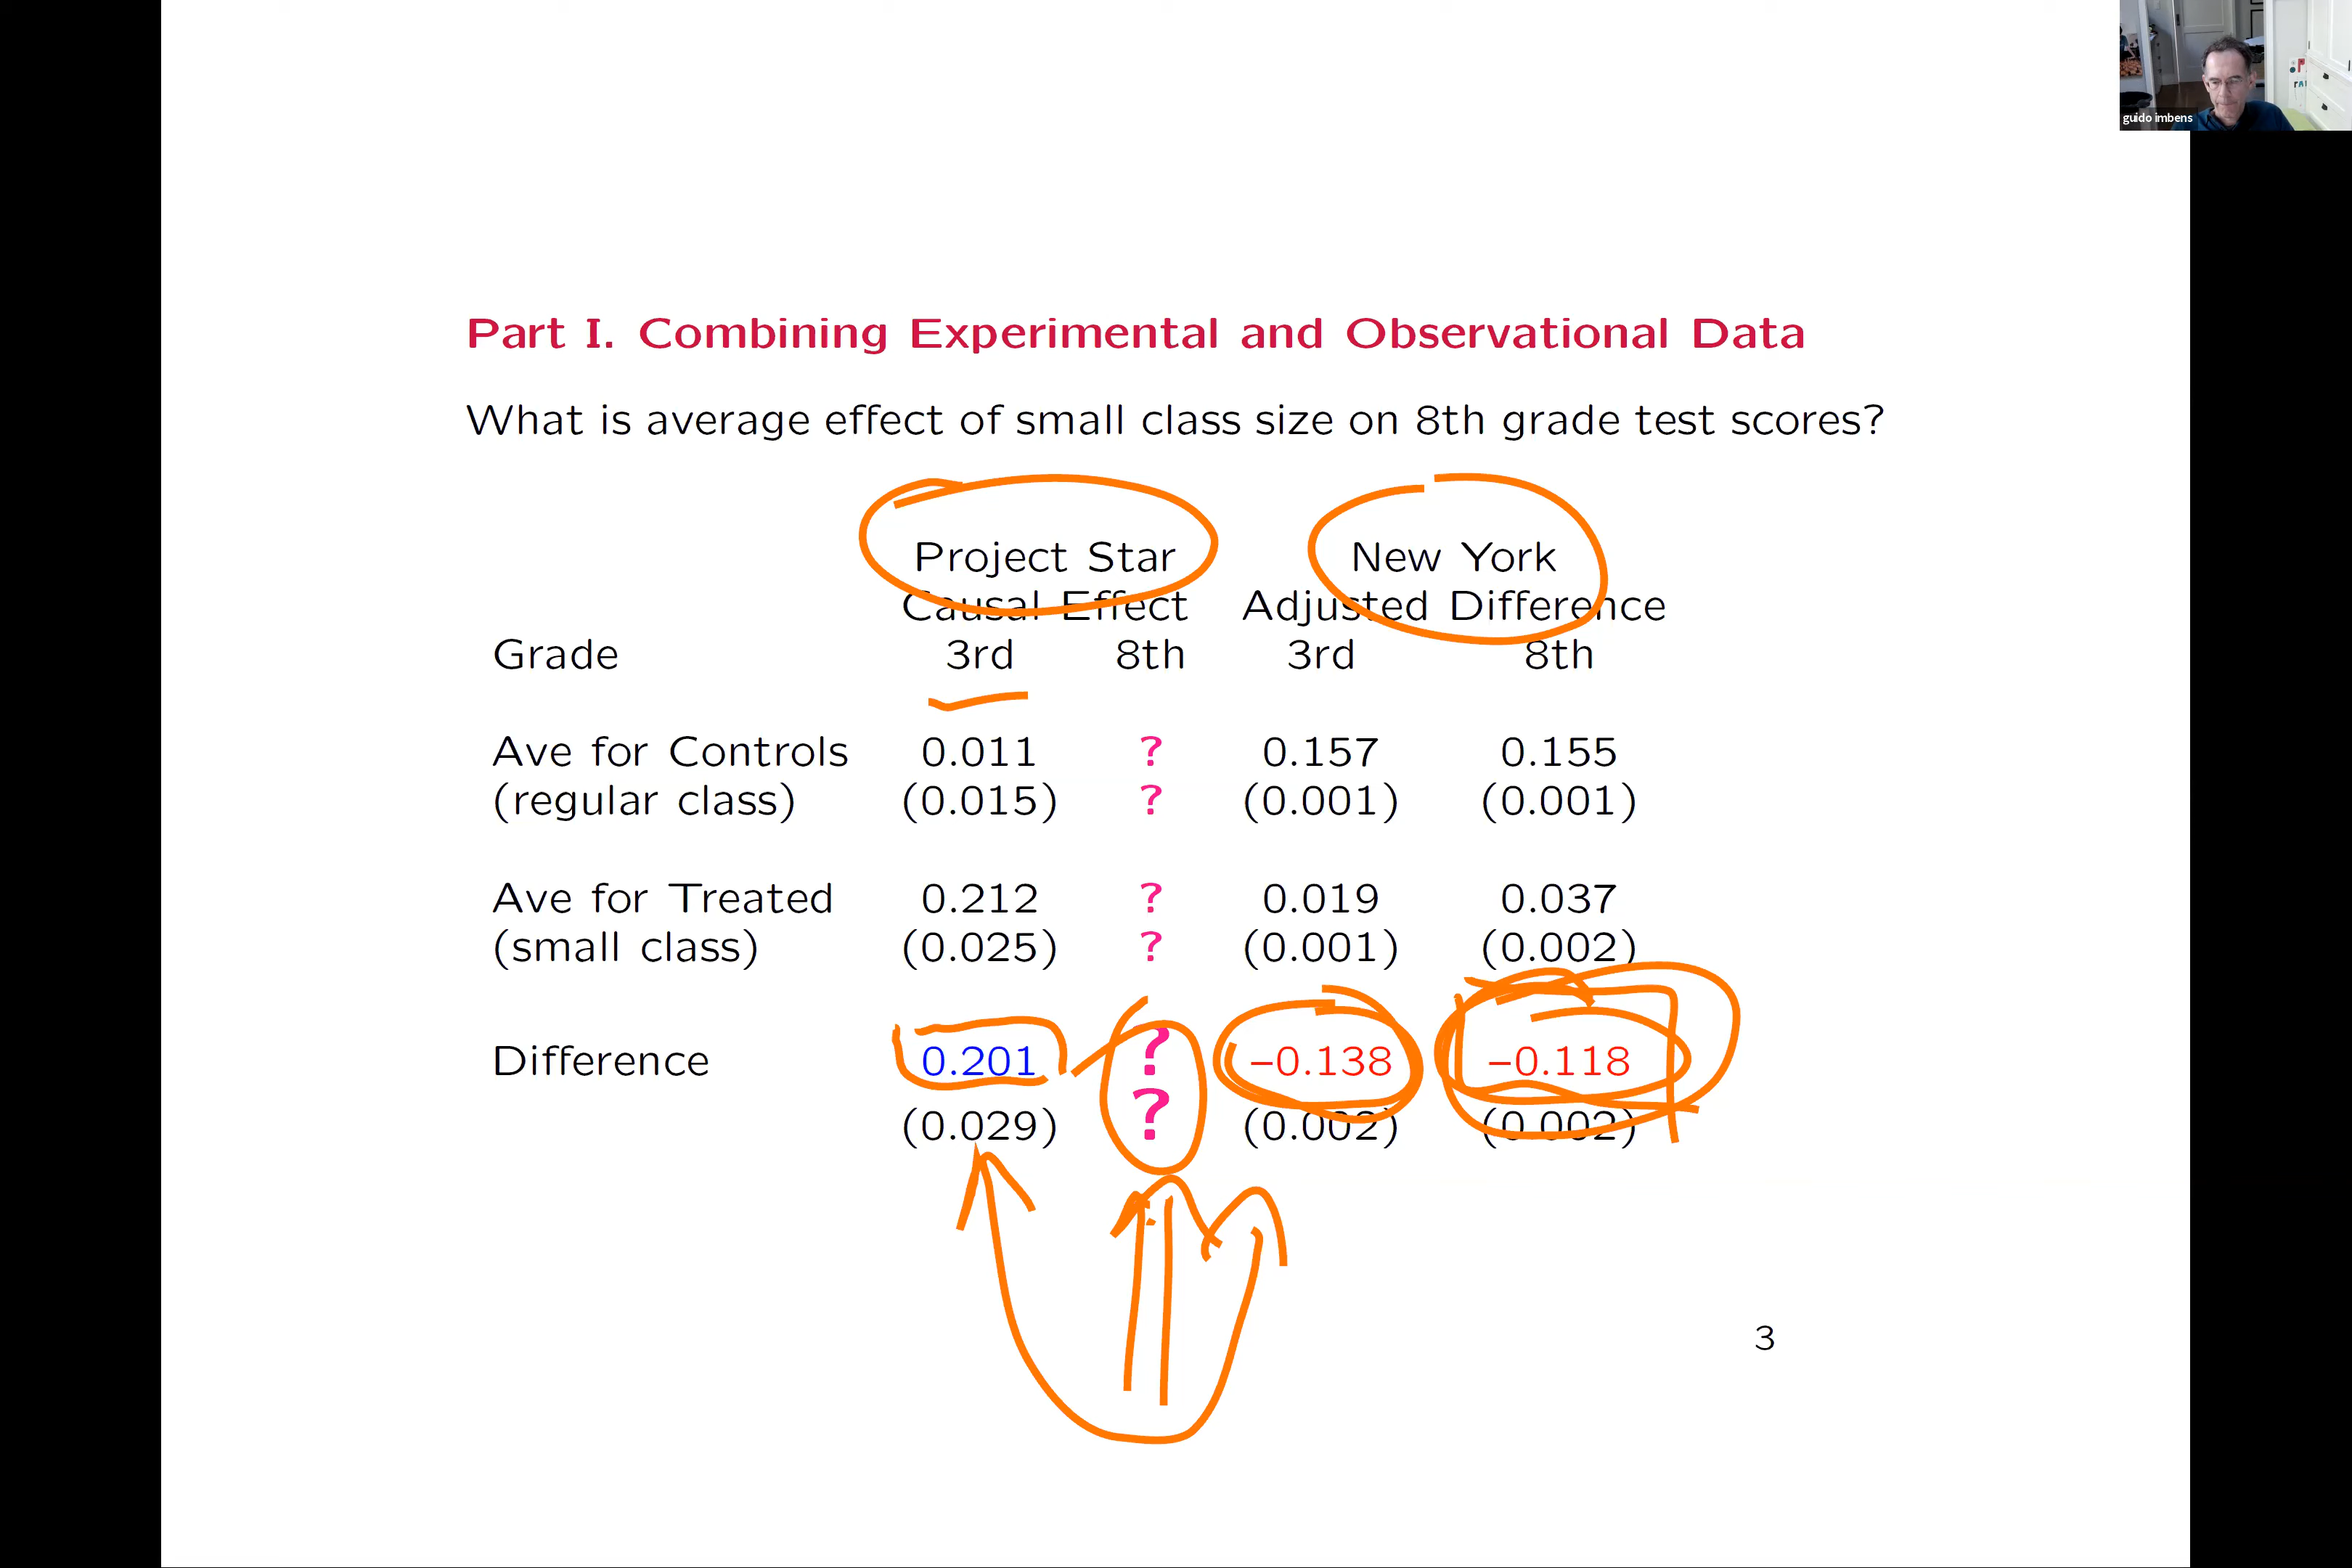 guido imbens
Part I. Combining Experimental and Observational Data
What is average effect of small class size on 8th grade test scores?
Project Star New York
Causal Effect Adjusted Difference
Grade 3rd 8th 3rd 8th
Ave for Controls 0.011 ? 0.157 0.155
(regular class) (0.015) ? (0.001) (0.001)
Ave for Treated 0.212 ? 0.019 0.037
(small class) (0.025) ? (0.001) (0.002)
Difference 0.201 ? –0.138 –0.118
(0.029) ? (0.002) (0.002)
3